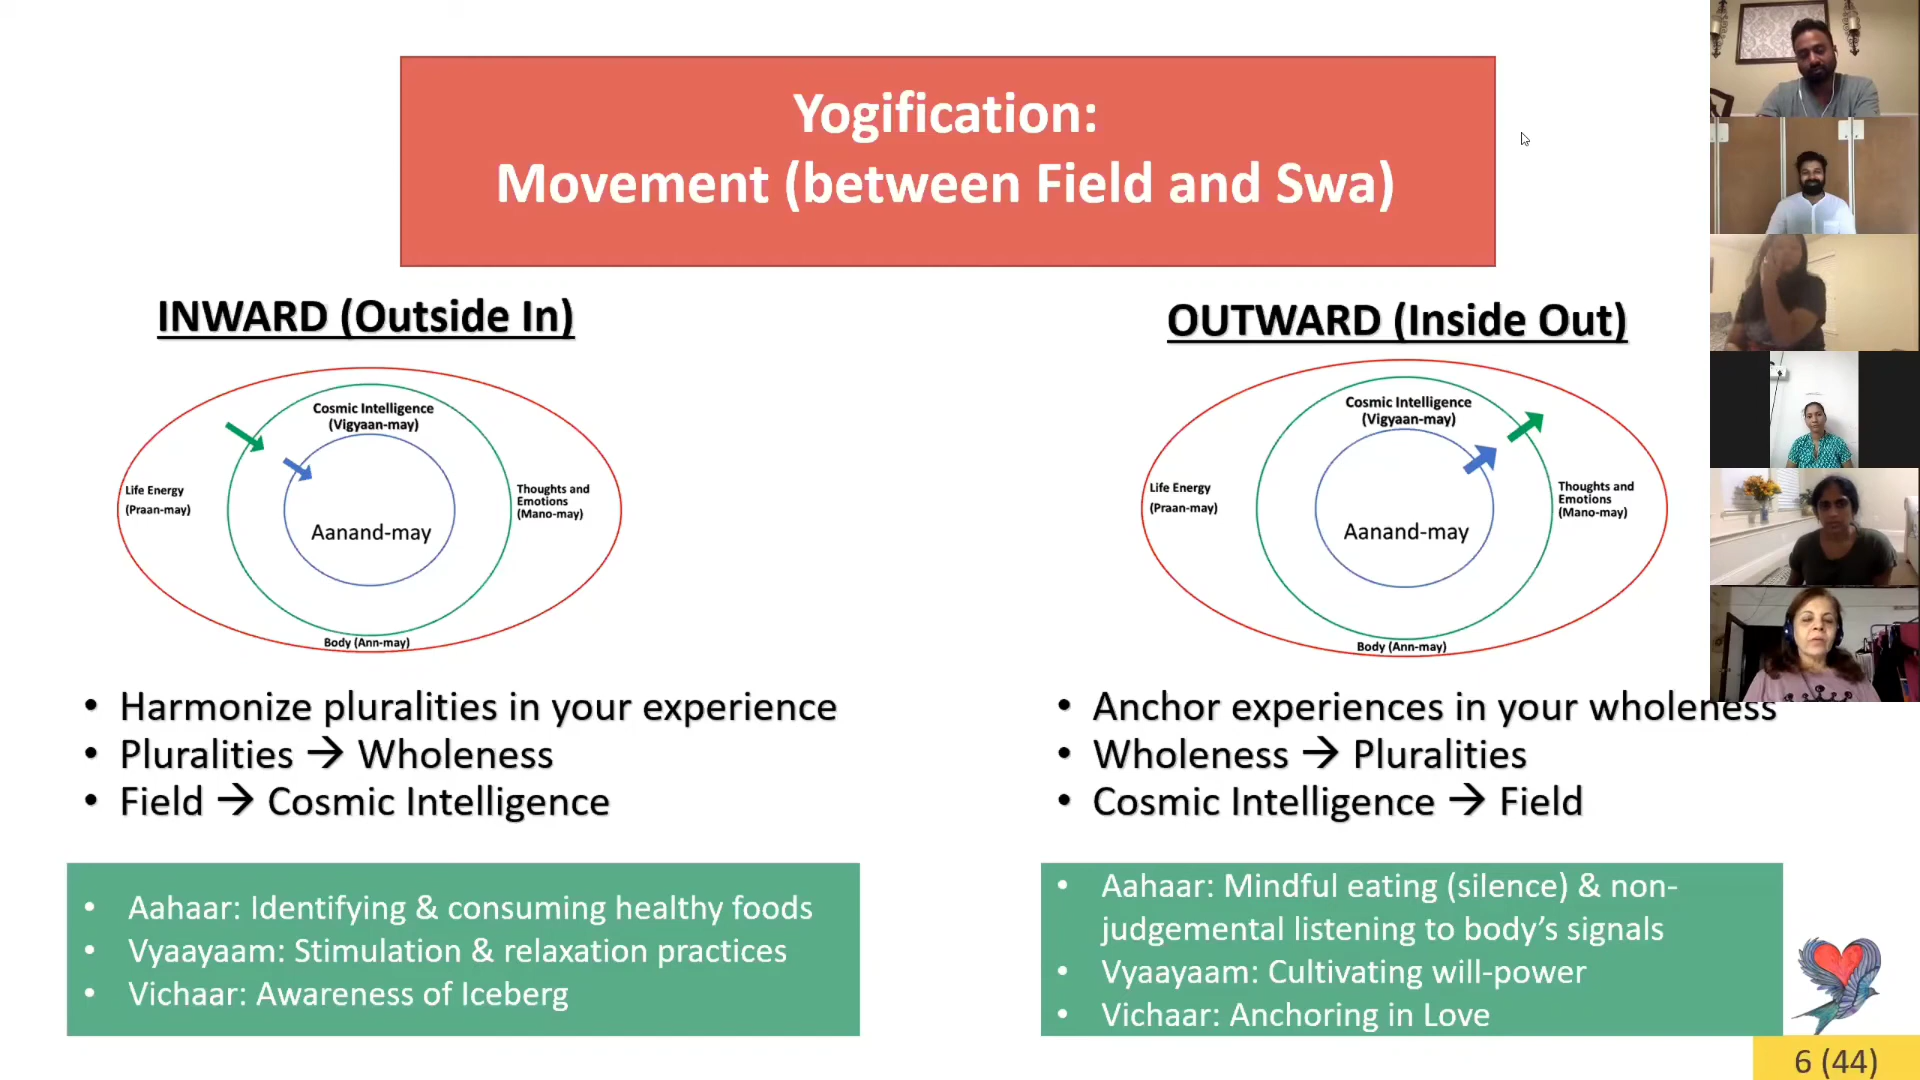 Yogification:
Movement (between Field and Swa)
INWARD (Outside In)
Cosmic Intelligence
(Vigyaan-may)
Life Energy
(Praan-may)
Thoughts and
Emotions
(Mano-may)
Aanand-may
Body (Ann-may)
• Harmonize pluralities in your experience
• Pluralities → Wholeness
• Field → Cosmic Intelligence
• Aahaar: Identifying & consuming healthy foods
• Vyaayaam: Stimulation & relaxation practices
• Vichaar: Awareness of Iceberg
OUTWARD (Inside Out)
Cosmic Intelligence
(Vigyaan-may)
Life Energy
(Praan-may)
Thoughts and
Emotions
(Mano-may)
Aanand-may
Body (Ann-may)
• Anchor experiences in your wholeness
• Wholeness → Pluralities
• Cosmic Intelligence → Field
• Aahaar: Mindful eating (silence) & non-
judgemental listening to body's signals
• Vyaayaam: Cultivating will-power
• Vichaar: Anchoring in Love
6 (44)